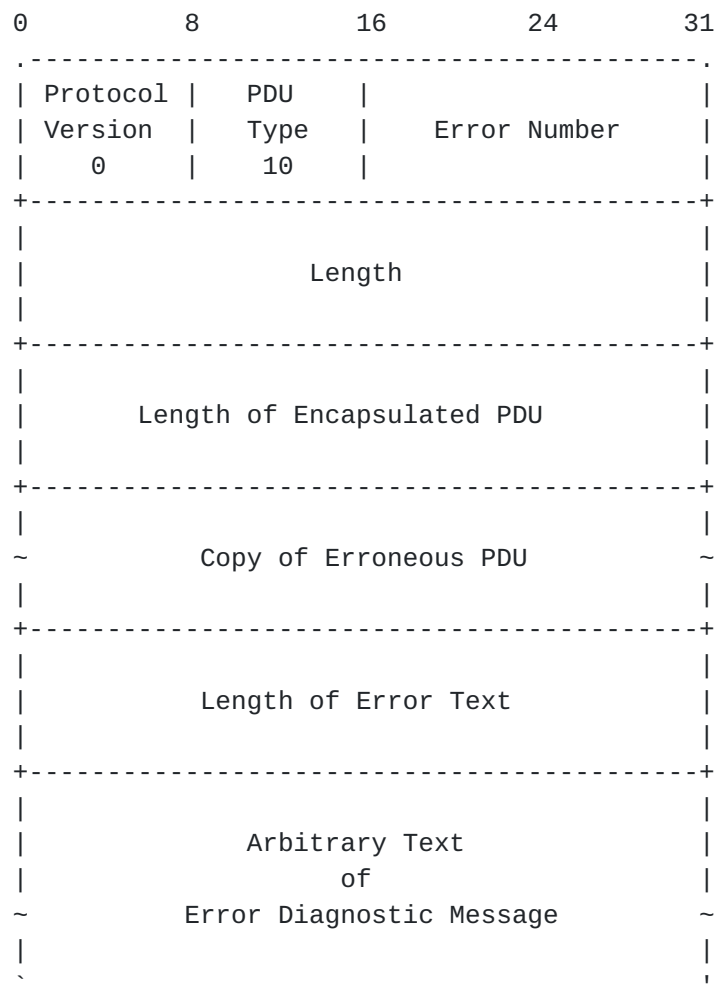 0          8          16         24        31
.-------------------------------------------.
| Protocol |   PDU    |                     |
| Version  |   Type   |    Error Number     |
|    0     |    10    |                     |
+-------------------------------------------+
|                                           |
|                  Length                   |
|                                           |
+-------------------------------------------+
|                                           |
|       Length of Encapsulated PDU          |
|                                           |
+-------------------------------------------+
|                                           |
~           Copy of Erroneous PDU           ~
|                                           |
+-------------------------------------------+
|                                           |
|           Length of Error Text            |
|                                           |
+-------------------------------------------+
|                                           |
|              Arbitrary Text               |
|                    of                     |
~          Error Diagnostic Message         ~
|                                           |
`                                           '